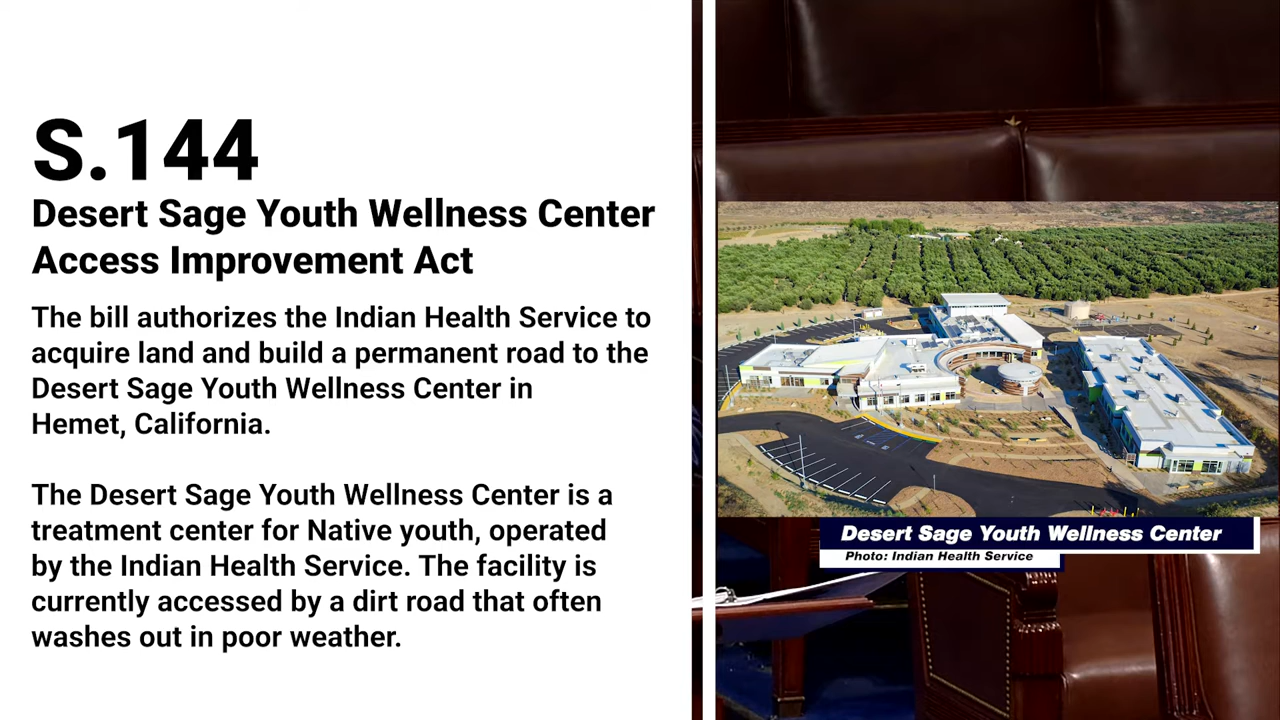 S.144
Desert Sage Youth Wellness Center
Access Improvement Act
The bill authorizes the Indian Health Service to
acquire land and build a permanent road to the
Desert Sage Youth Wellness Center in
Hemet, California.
The Desert Sage Youth Wellness Center is a
treatment center for Native youth, operated
by the Indian Health Service. The facility is
currently accessed by a dirt road that often
washes out in poor weather.
Desert Sage Youth Wellness Center
Photo: Indian Health Service